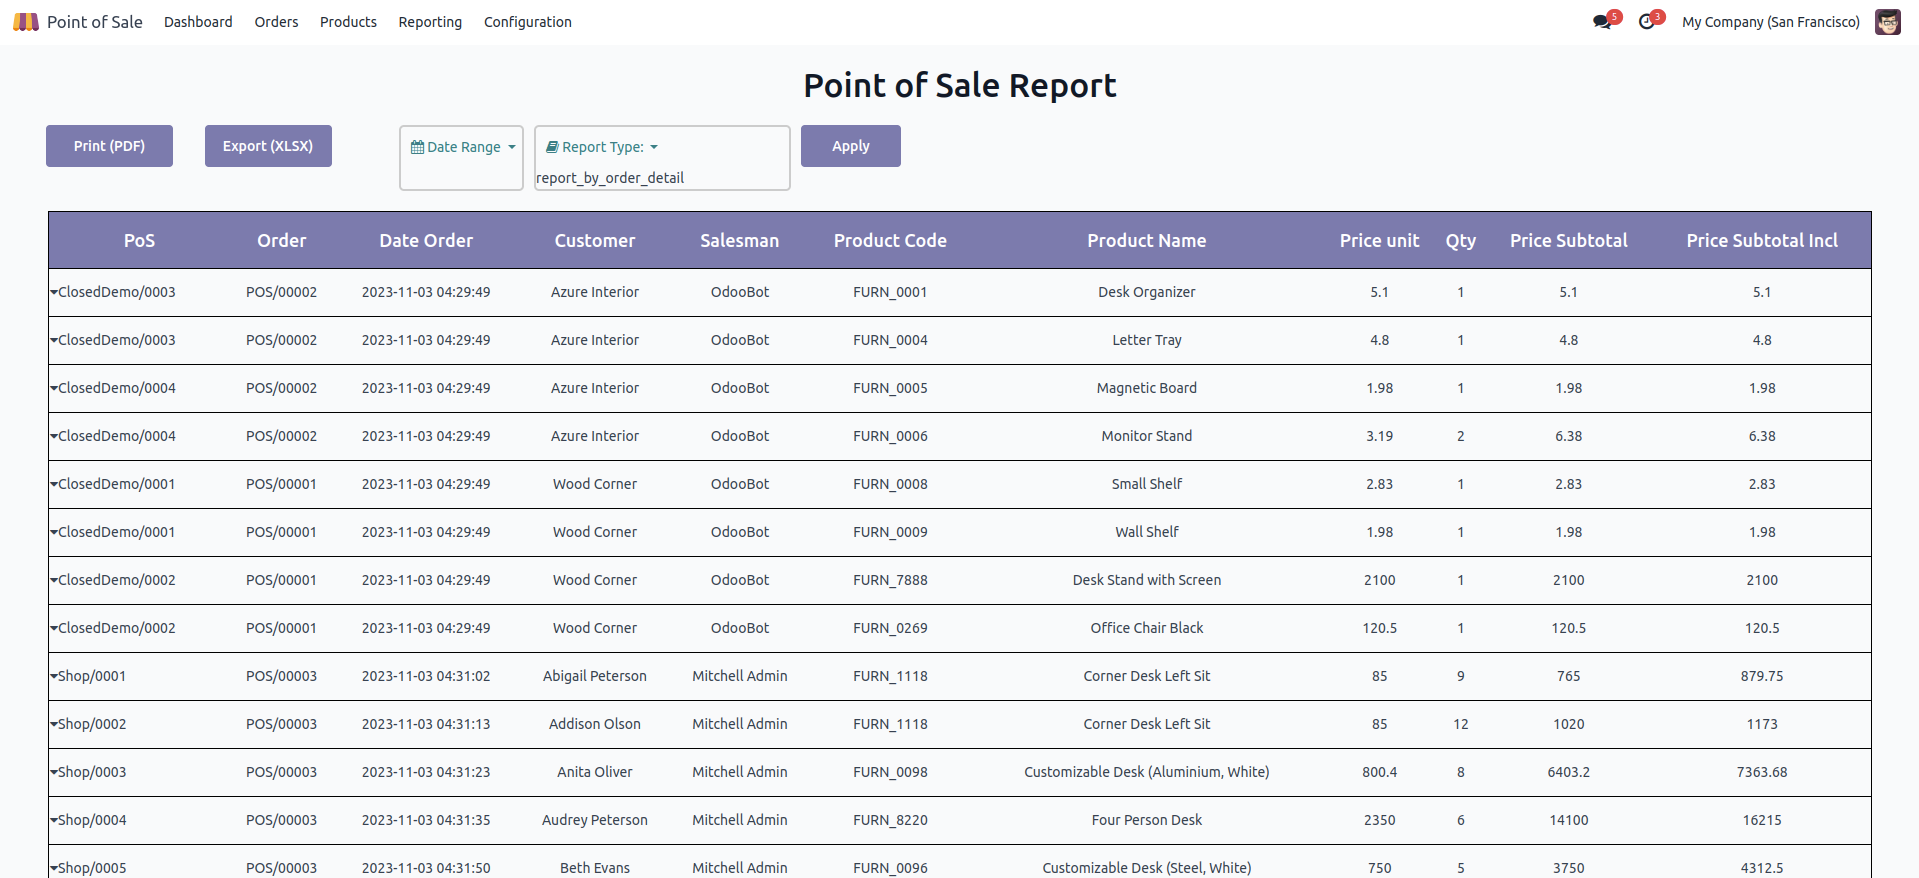 Point of Sale Dashboard Orders Products Reporting Configuration 5 3 My Company (San Francisco)
Point of Sale Report
Print (PDF) Export (XLSX) Date Range Report Type: Apply
report_by_order_detail
PoS Order Date Order Customer Salesman Product Code Product Name Price unit Qty Price Subtotal Price Subtotal Incl
ClosedDemo/0003 POS/00002 2023-11-03 04:29:49 Azure Interior OdooBot FURN_0001 Desk Organizer 5.1 1 5.1 5.1
ClosedDemo/0003 POS/00002 2023-11-03 04:29:49 Azure Interior OdooBot FURN_0004 Letter Tray 4.8 1 4.8 4.8
ClosedDemo/0004 POS/00002 2023-11-03 04:29:49 Azure Interior OdooBot FURN_0005 Magnetic Board 1.98 1 1.98 1.98
ClosedDemo/0004 POS/00002 2023-11-03 04:29:49 Azure Interior OdooBot FURN_0006 Monitor Stand 3.19 2 6.38 6.38
ClosedDemo/0001 POS/00001 2023-11-03 04:29:49 Wood Corner OdooBot FURN_0008 Small Shelf 2.83 1 2.83 2.83
ClosedDemo/0001 POS/00001 2023-11-03 04:29:49 Wood Corner OdooBot FURN_0009 Wall Shelf 1.98 1 1.98 1.98
ClosedDemo/0002 POS/00001 2023-11-03 04:29:49 Wood Corner OdooBot FURN_7888 Desk Stand with Screen 2100 1 2100 2100
ClosedDemo/0002 POS/00001 2023-11-03 04:29:49 Wood Corner OdooBot FURN_0269 Office Chair Black 120.5 1 120.5 120.5
Shop/0001 POS/00003 2023-11-03 04:31:02 Abigail Peterson Mitchell Admin FURN_1118 Corner Desk Left Sit 85 9 765 879.75
Shop/0002 POS/00003 2023-11-03 04:31:13 Addison Olson Mitchell Admin FURN_1118 Corner Desk Left Sit 85 12 1020 1173
Shop/0003 POS/00003 2023-11-03 04:31:23 Anita Oliver Mitchell Admin FURN_0098 Customizable Desk (Aluminium, White) 800.4 8 6403.2 7363.68
Shop/0004 POS/00003 2023-11-03 04:31:35 Audrey Peterson Mitchell Admin FURN_8220 Four Person Desk 2350 6 14100 16215
Shop/0005 POS/00003 2023-11-03 04:31:50 Beth Evans Mitchell Admin FURN_0096 Customizable Desk (Steel, White) 750 5 3750 4312.5